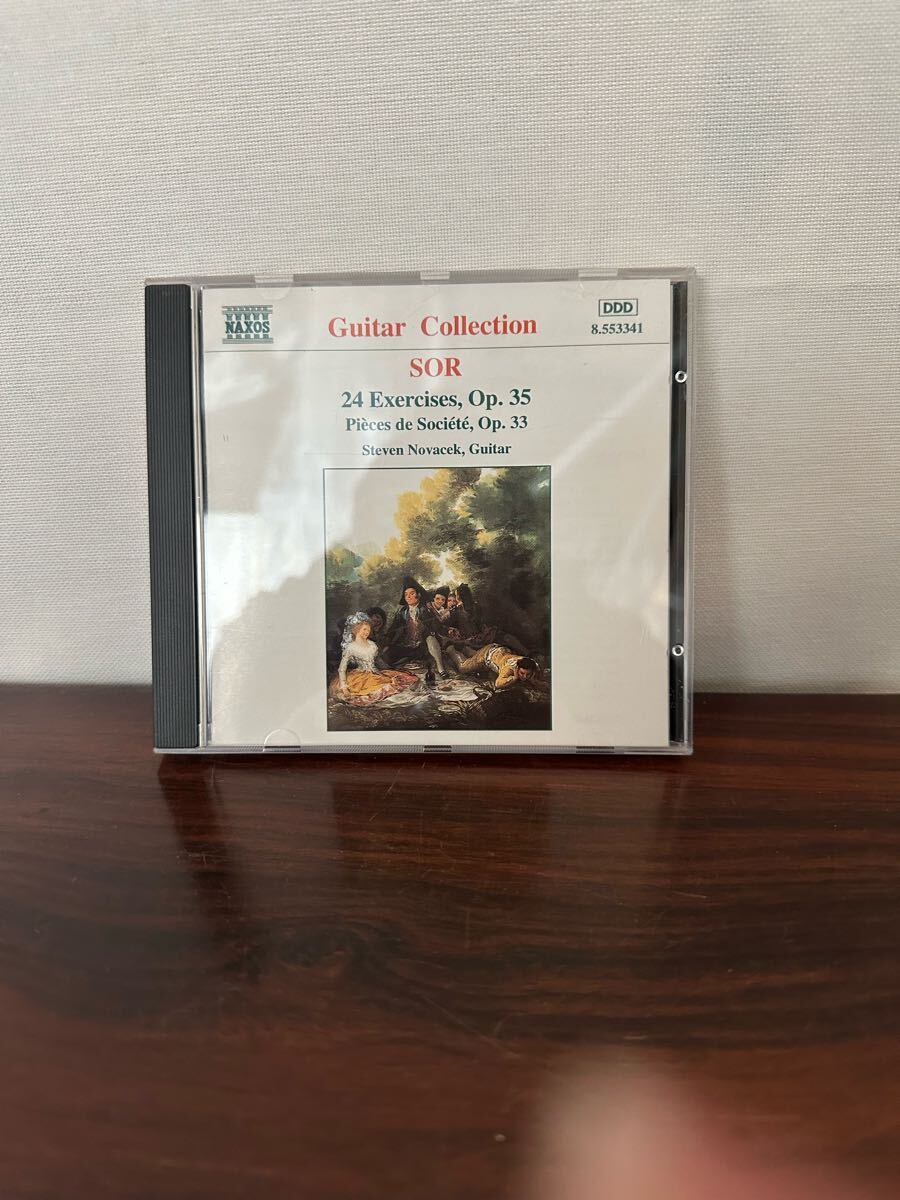 NAXOS
Guitar Collection
DDD
8.553341
SOR
24 Exercises, Op. 35
Pièces de Société, Op. 33
Steven Novacek, Guitar